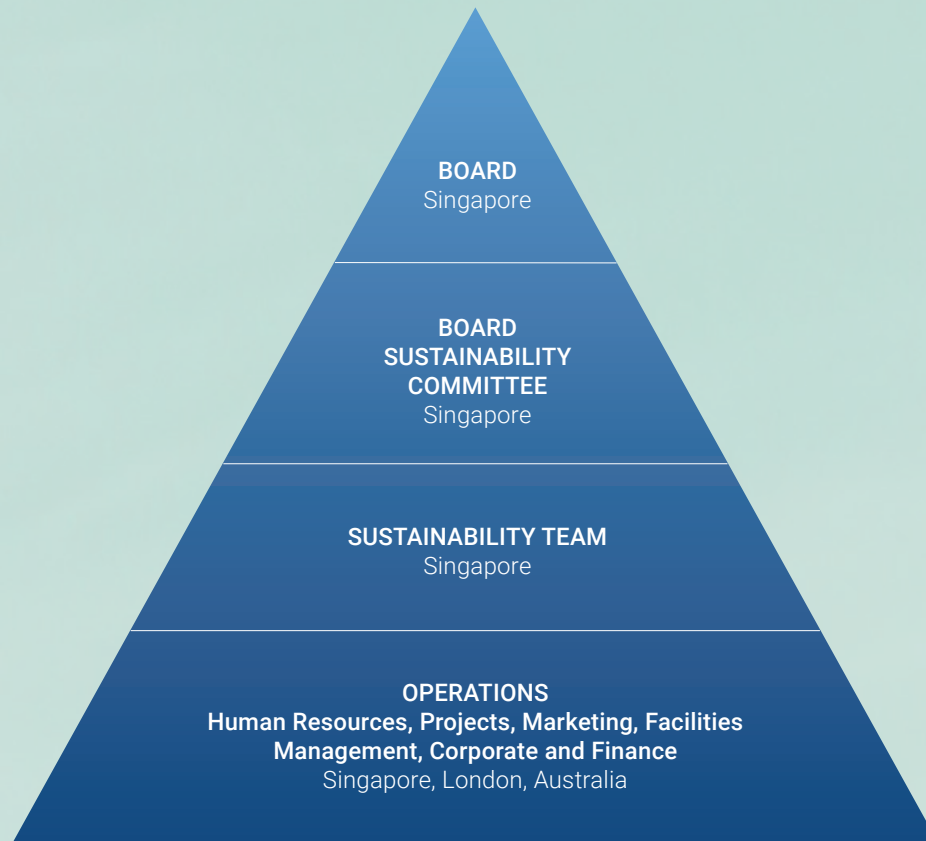 BOARD
Singapore
BOARD
SUSTAINABILITY
COMMITTEE
Singapore
SUSTAINABILITY TEAM
Singapore
OPERATIONS
Human Resources, Projects, Marketing, Facilities
Management, Corporate and Finance
Singapore, London, Australia